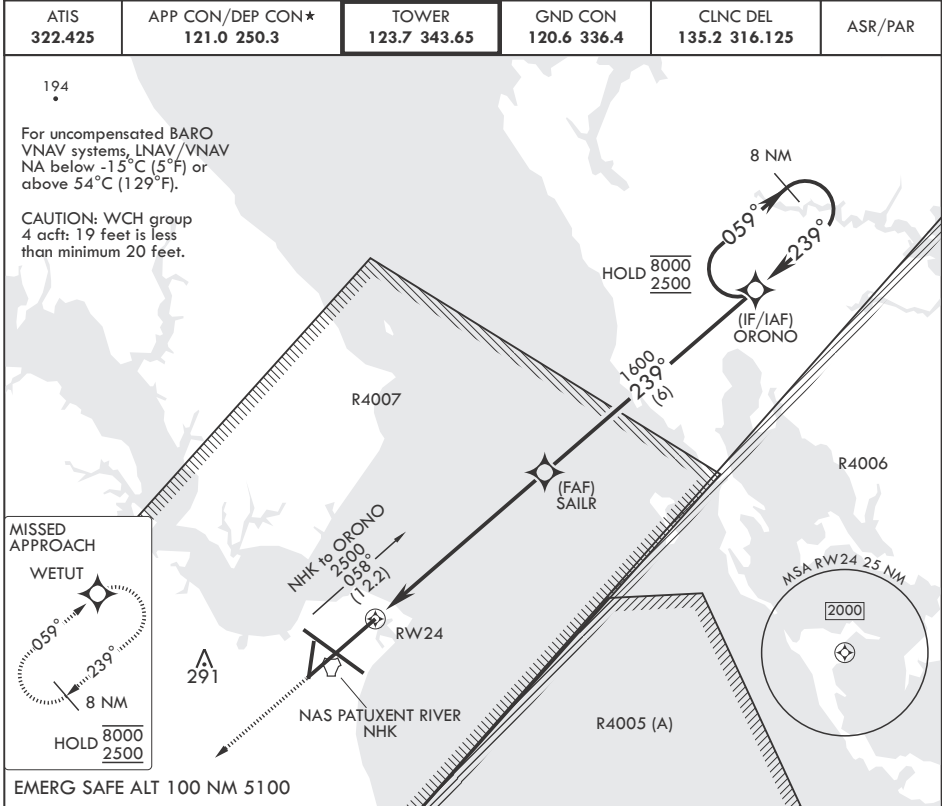 ATIS
322.425
APP CON/DEP CON★
121.0 250.3
TOWER
123.7 343.65
GND CON
120.6 336.4
CLNC DEL
135.2 316.125
ASR/PAR
194
For uncompensated BARO
VNAV systems, LNAV/VNAV
NA below -15°C (5°F) or
above 54°C (129°F).
CAUTION: WCH group
4 acft: 19 feet is less
than minimum 20 feet.
8 NM
059°
239°
HOLD 8000
2500
(IF/IAF)
ORONO
1600
239°
(6)
R4007
R4006
(FAF)
SAILR
NHK to ORONO
2500
058°
(12.2)
MISSED
APPROACH
WETUT
059°
239°
8 NM
HOLD 8000
2500
RW24
291
NAS PATUXENT RIVER
NHK
MSA RW24 25 NM
2000
R4005 (A)
EMERG SAFE ALT 100 NM 5100